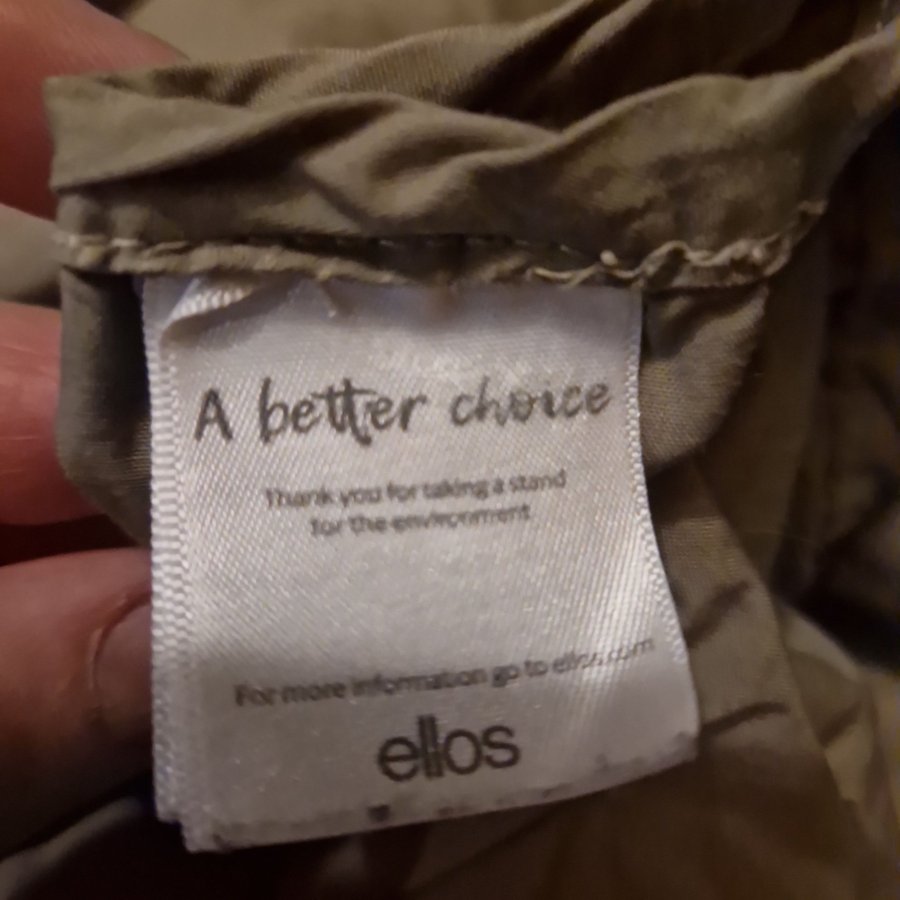 A better choice
Thank you for taking a stand
for the environment
For more information go to ellos.com
ellos